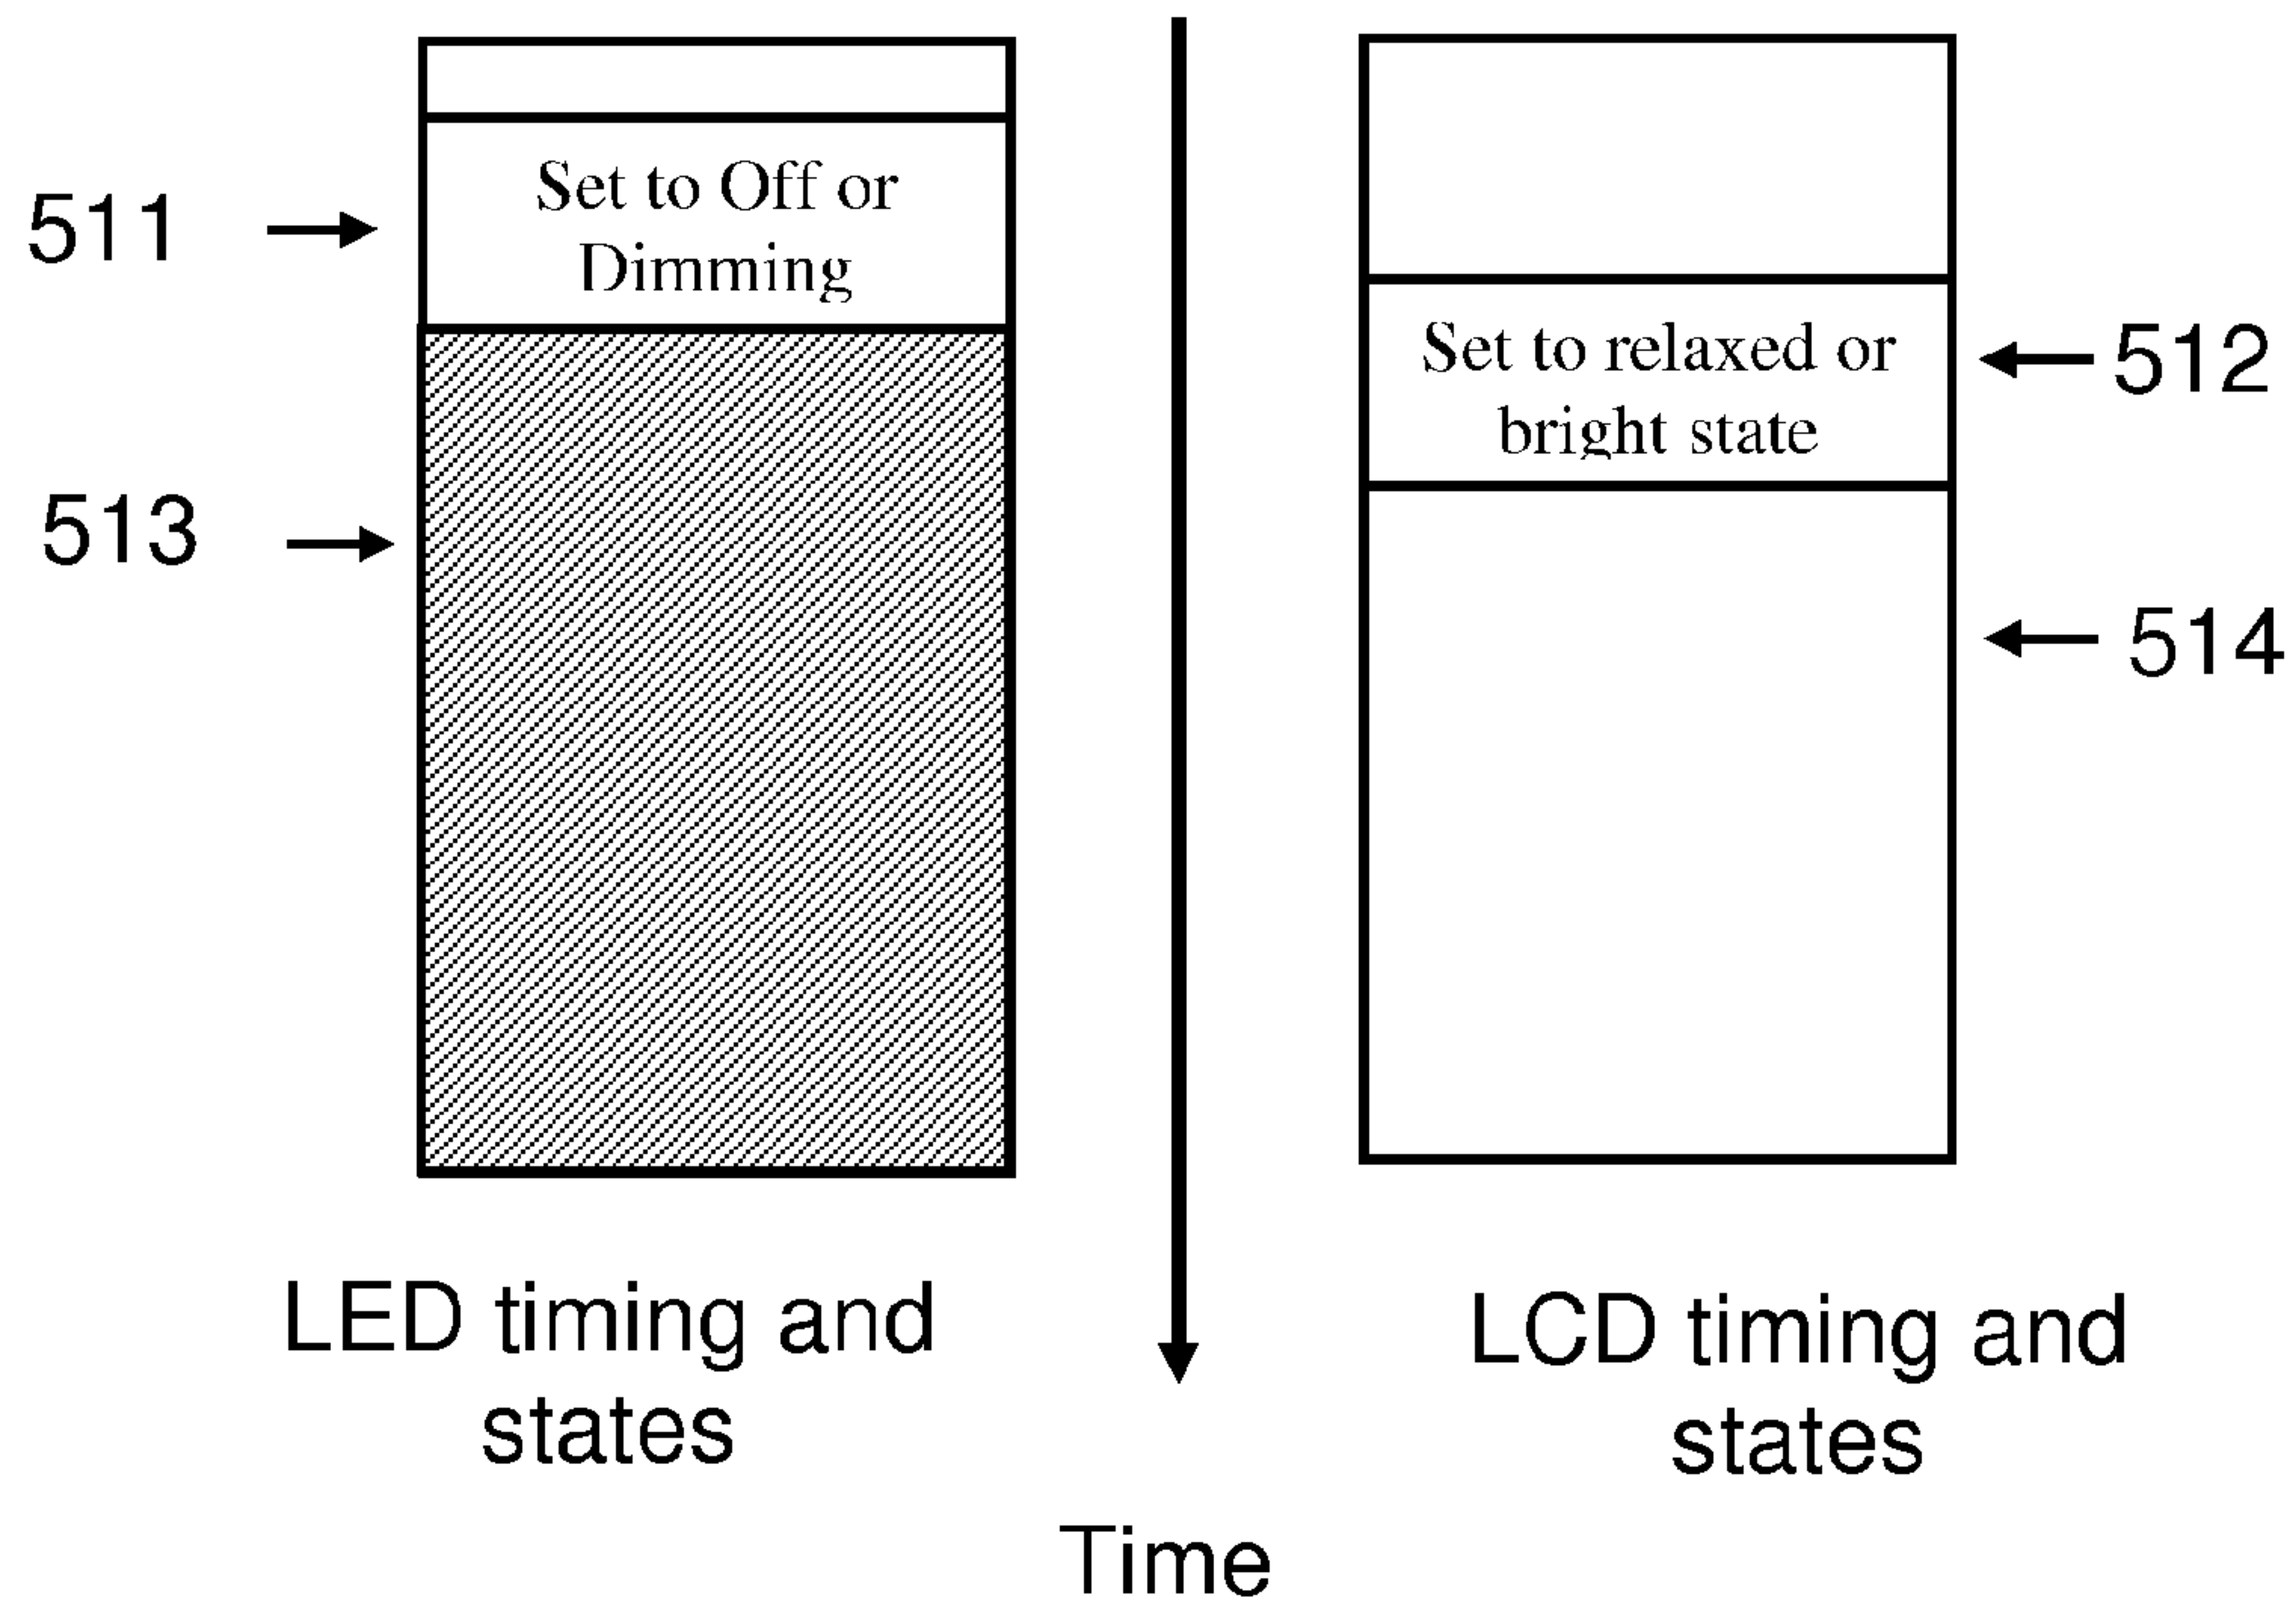 511
Set to Off or
Dimming
513
Set to relaxed or
bright state
512
514
LED timing and
states
LCD timing and
states
Time